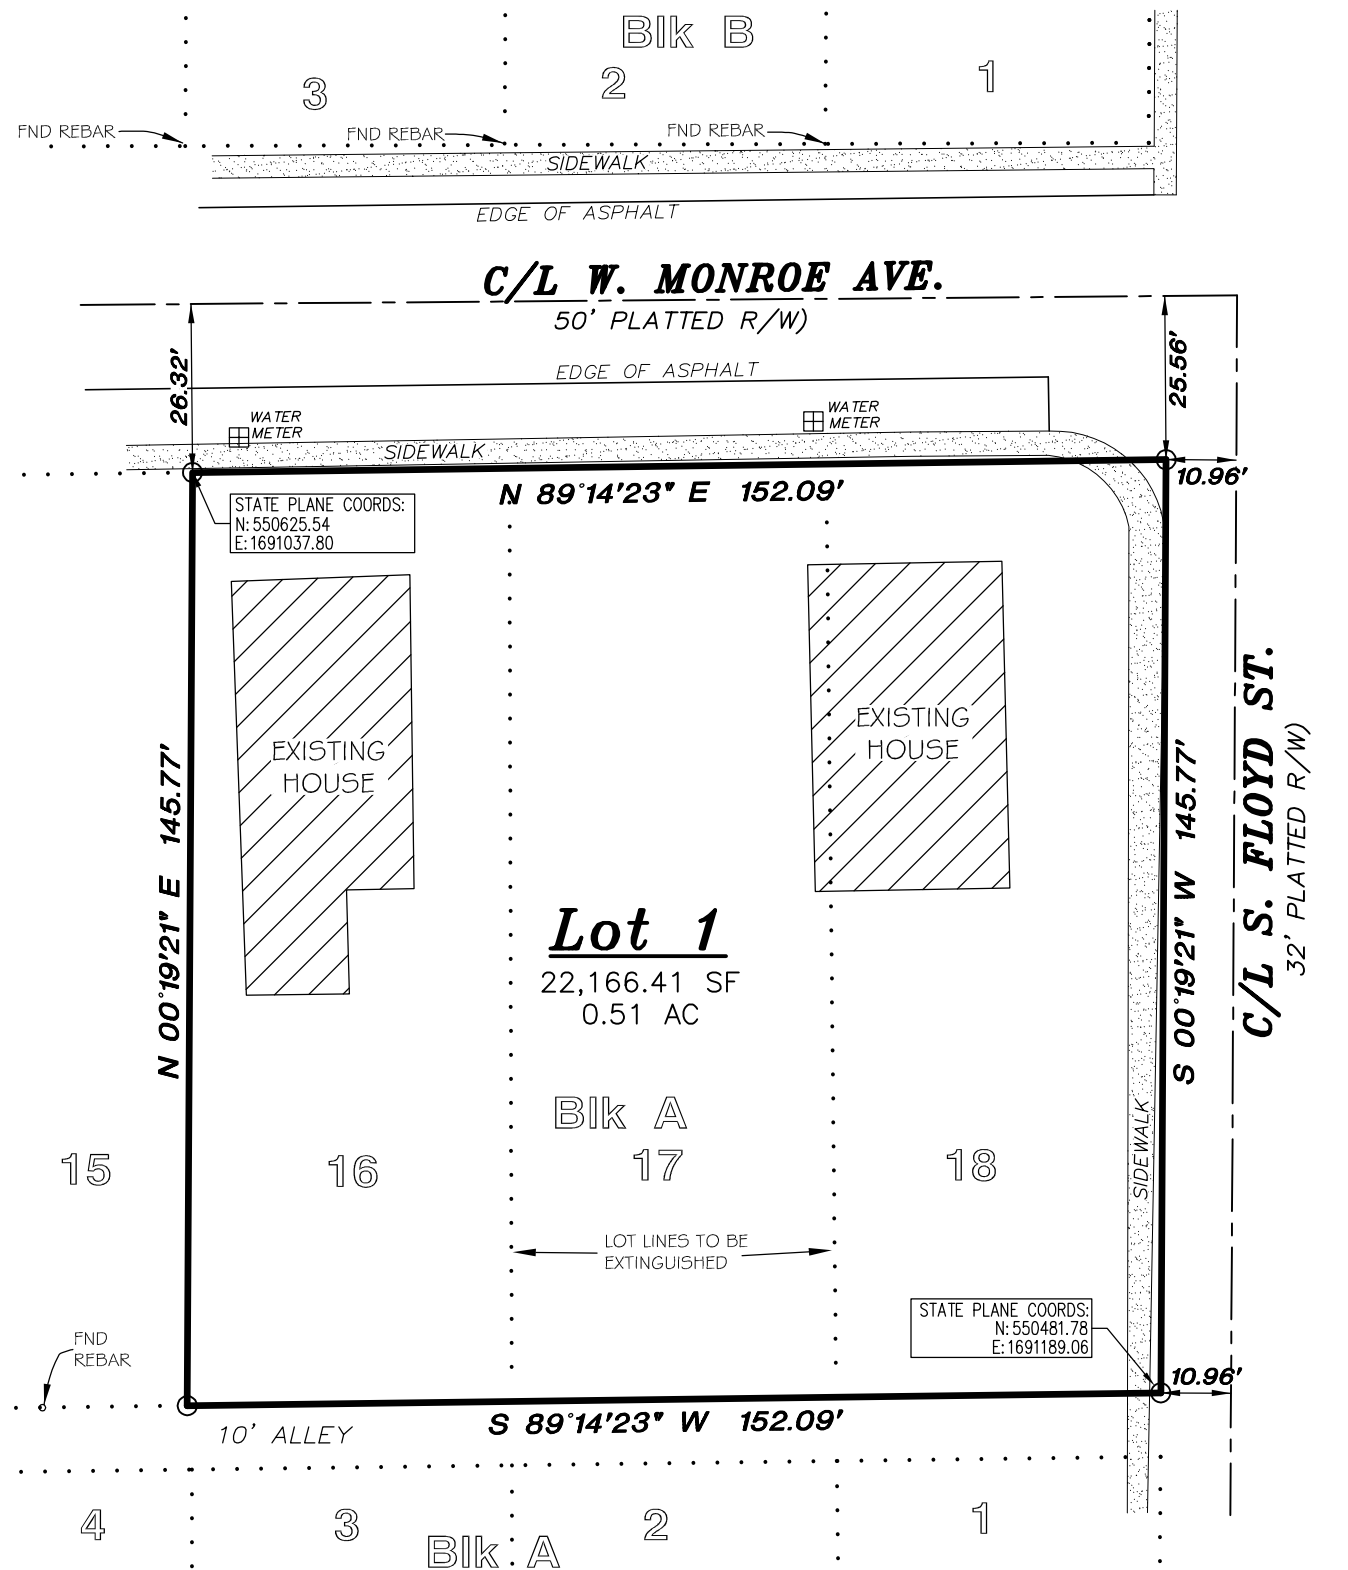 Blk B
3
2
1
FND REBAR
FND REBAR
FND REBAR
SIDEWALK
EDGE OF ASPHALT
C/L W. MONROE AVE.
50' PLATTED R/W)
26.32'
25.56'
EDGE OF ASPHALT
WATER
METER
WATER
METER
SIDEWALK
10.96'
N 89°14'23" E 152.09'
STATE PLANE COORDS:
N: 550625.54
E: 1691037.80
EXISTING
HOUSE
EXISTING
HOUSE
N 00°19'21" E 145.77'
S 00°19'21" W 145.77'
C/L S. FLOYD ST.
32' PLATTED R/W)
Lot 1
22,166.41 SF
0.51 AC
Blk A
15
16
17
18
SIDEWALK
LOT LINES TO BE
EXTINGUISHED
STATE PLANE COORDS:
N: 550481.78
E: 1691189.06
FND
REBAR
10.96'
10' ALLEY
S 89°14'23" W 152.09'
4
3
2
1
Blk A